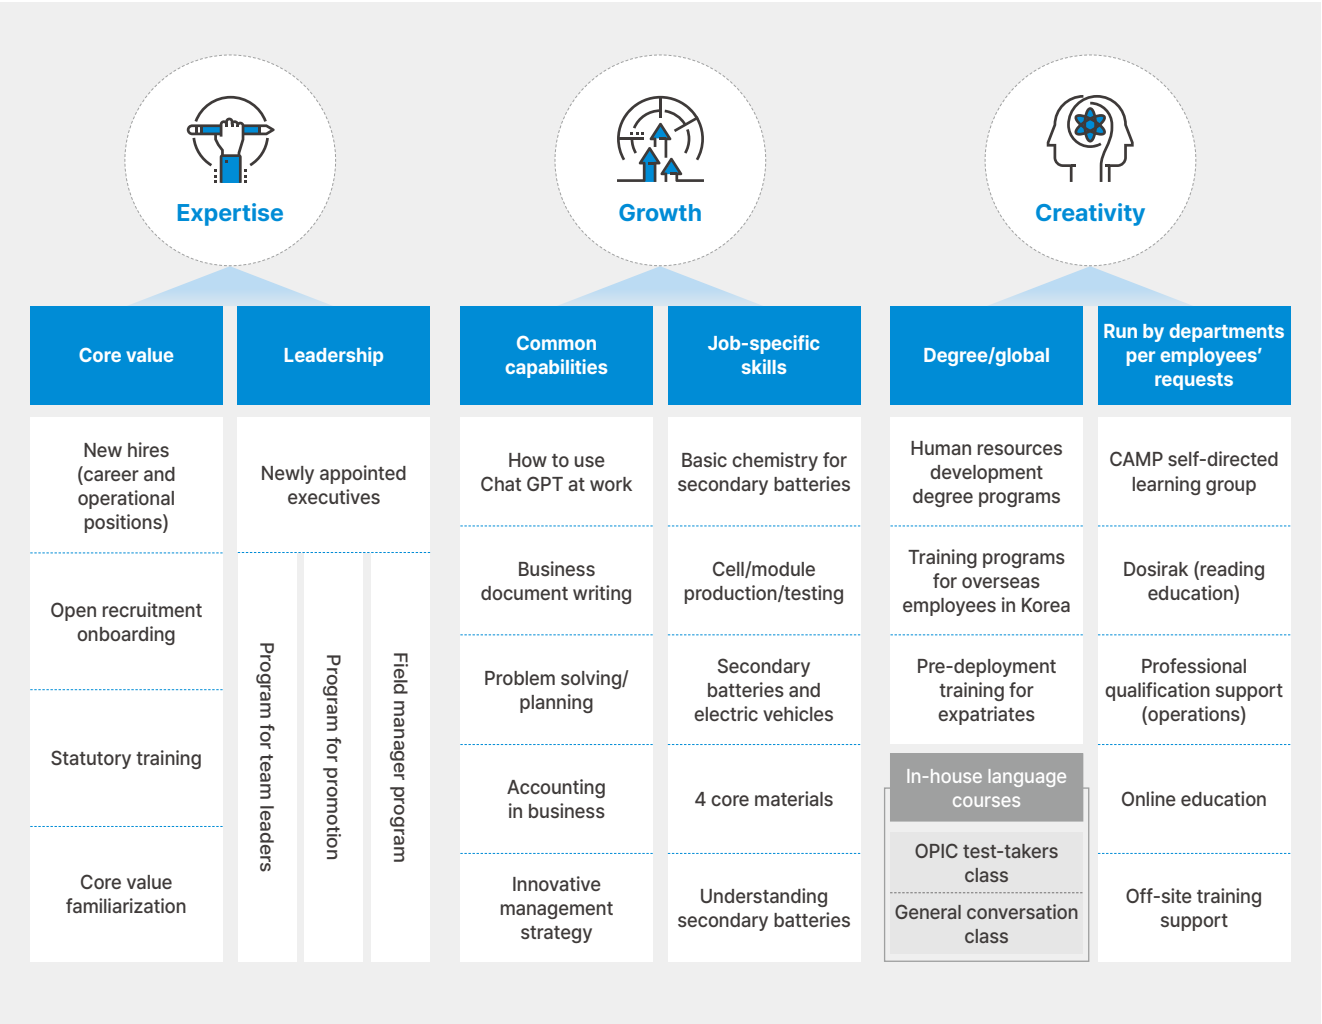 Expertise
Core value
Leadership
New hires
(career and
operational
positions)
Open recruitment
onboarding
Statutory training
Core value
familiarization
Newly appointed
executives
Program for team leaders
Program for promotion
Field manager program
Growth
Common
capabilities
Job-specific
skills
How to use
Chat GPT at work
Business
document writing
Problem solving/
planning
Accounting
in business
Innovative
management
strategy
Basic chemistry for
secondary batteries
Cell/module
production/testing
Secondary
batteries and
electric vehicles
4 core materials
Understanding
secondary batteries
Creativity
Degree/global
Run by departments
per employees’
requests
Human resources
development
degree programs
Training programs
for overseas
employees in Korea
Pre-deployment
training for
expatriates
In-house language
courses
OPIC test-takers
class
General conversation
class
CAMP self-directed
learning group
Dosirak (reading
education)
Professional
qualification support
(operations)
Online education
Off-site training
support